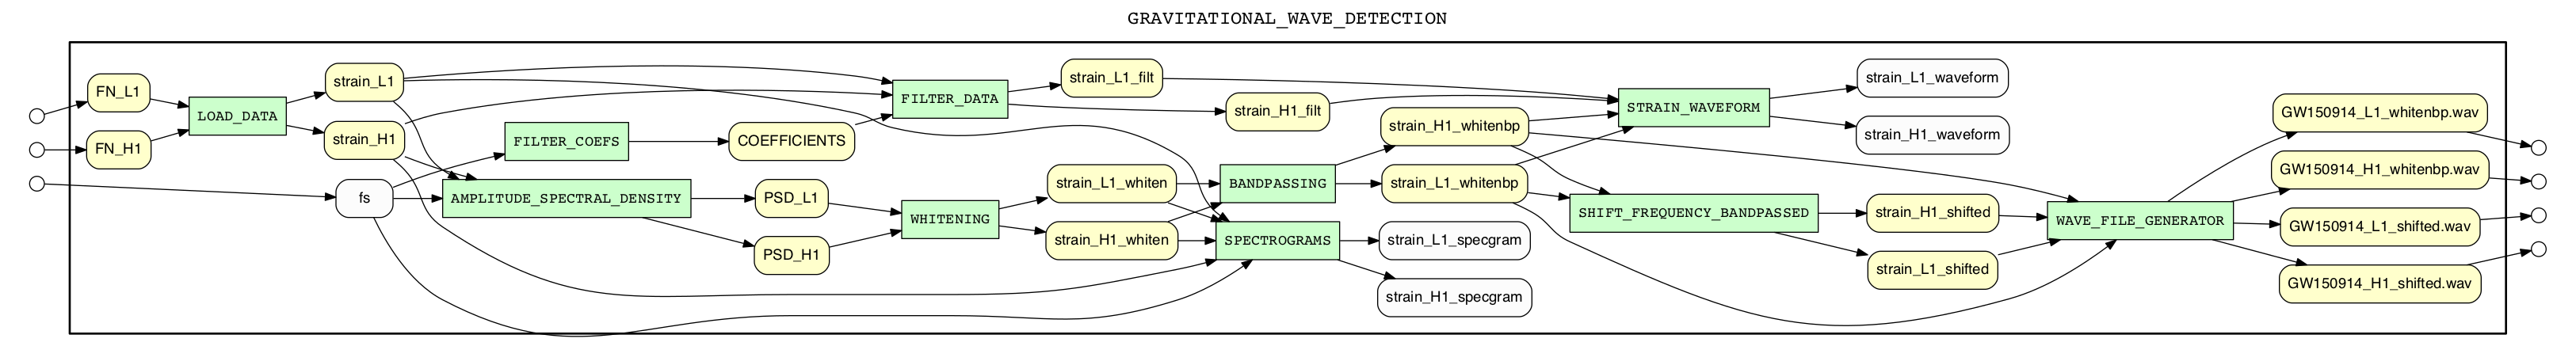 GRAVITATIONAL_WAVE_DETECTION
FN_L1
FN_H1
LOAD_DATA
strain_L1
strain_H1
fs
FILTER_COEFS
AMPLITUDE_SPECTRAL_DENSITY
COEFFICIENTS
PSD_L1
PSD_H1
FILTER_DATA
WHITENING
strain_L1_filt
strain_H1_filt
strain_L1_whiten
strain_H1_whiten
BANDPASSING
SPECTROGRAMS
strain_H1_whitenbp
strain_L1_whitenbp
strain_L1_specgram
strain_H1_specgram
STRAIN_WAVEFORM
SHIFT_FREQUENCY_BANDPASSED
strain_L1_waveform
strain_H1_waveform
strain_H1_shifted
strain_L1_shifted
WAVE_FILE_GENERATOR
GW150914_L1_whitenbp.wav
GW150914_H1_whitenbp.wav
GW150914_L1_shifted.wav
GW150914_H1_shifted.wav